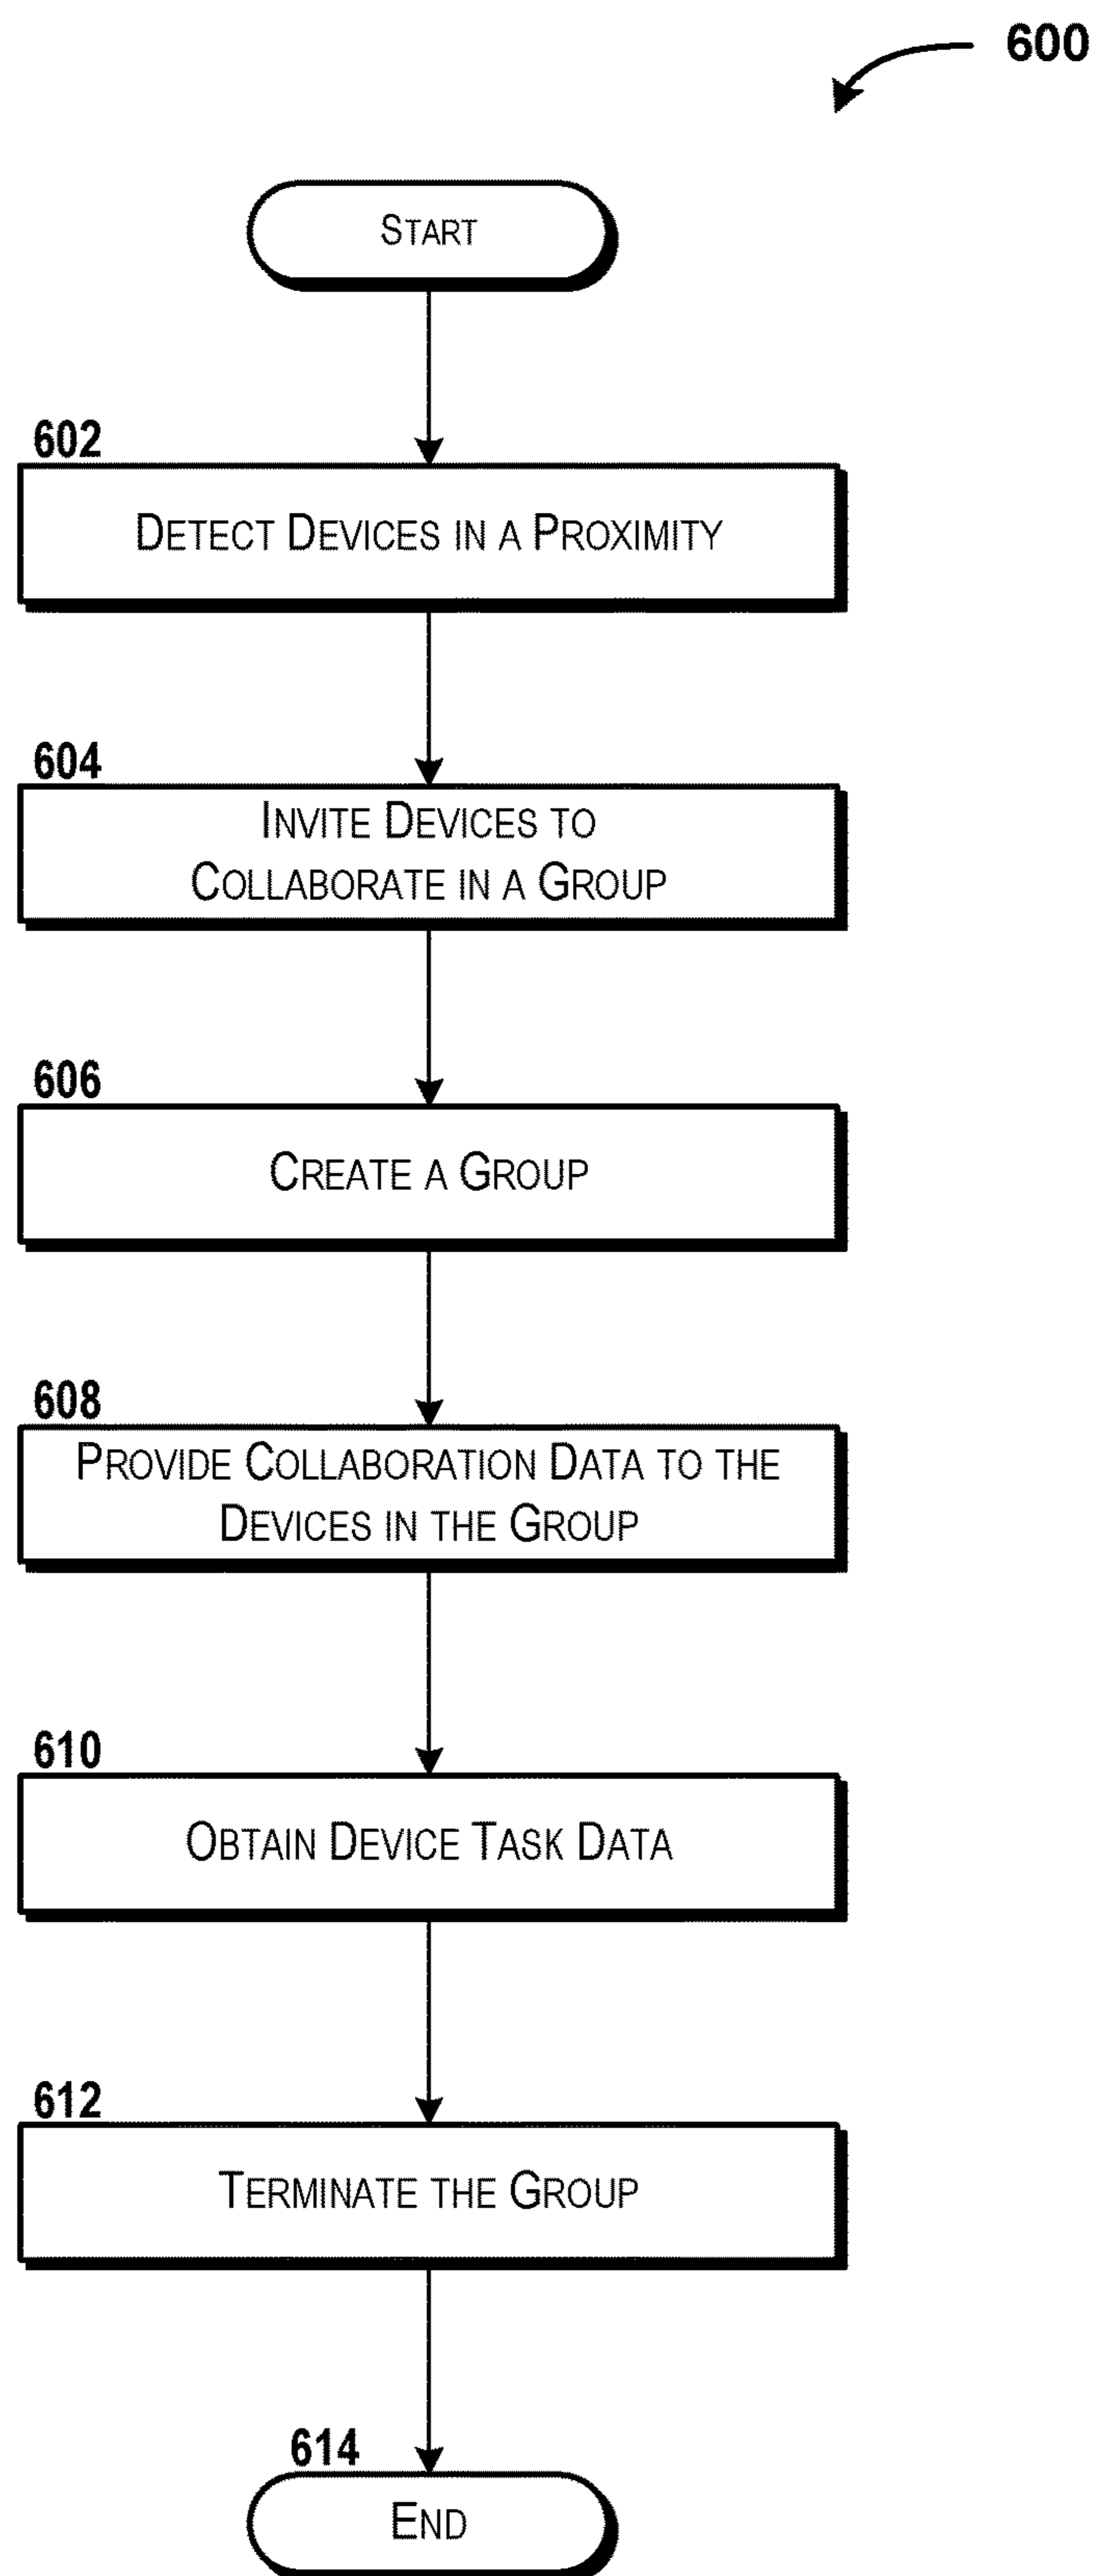 600
START
602
DETECT DEVICES IN A PROXIMITY
604
INVITE DEVICES TO
COLLABORATE IN A GROUP
606
CREATE A GROUP
608
PROVIDE COLLABORATION DATA TO THE
DEVICES IN THE GROUP
610
OBTAIN DEVICE TASK DATA
612
TERMINATE THE GROUP
614
END